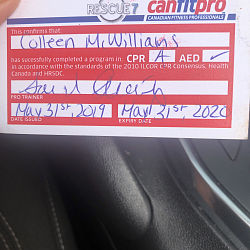 RESCUE7 canfitpro
CANADIAN FITNESS PROFESSIONALS
This confirms that:
Colleen McWilliams
has successfully completed a program in: CPR A AED ✓
in accordance with the standards of the 2010 ILCOR CPR Consensus, Health
Canada and HRSDC.
PRO TRAINER
May 31st, 2019 May 31st, 2020
DATE ISSUED EXPIRY DATE